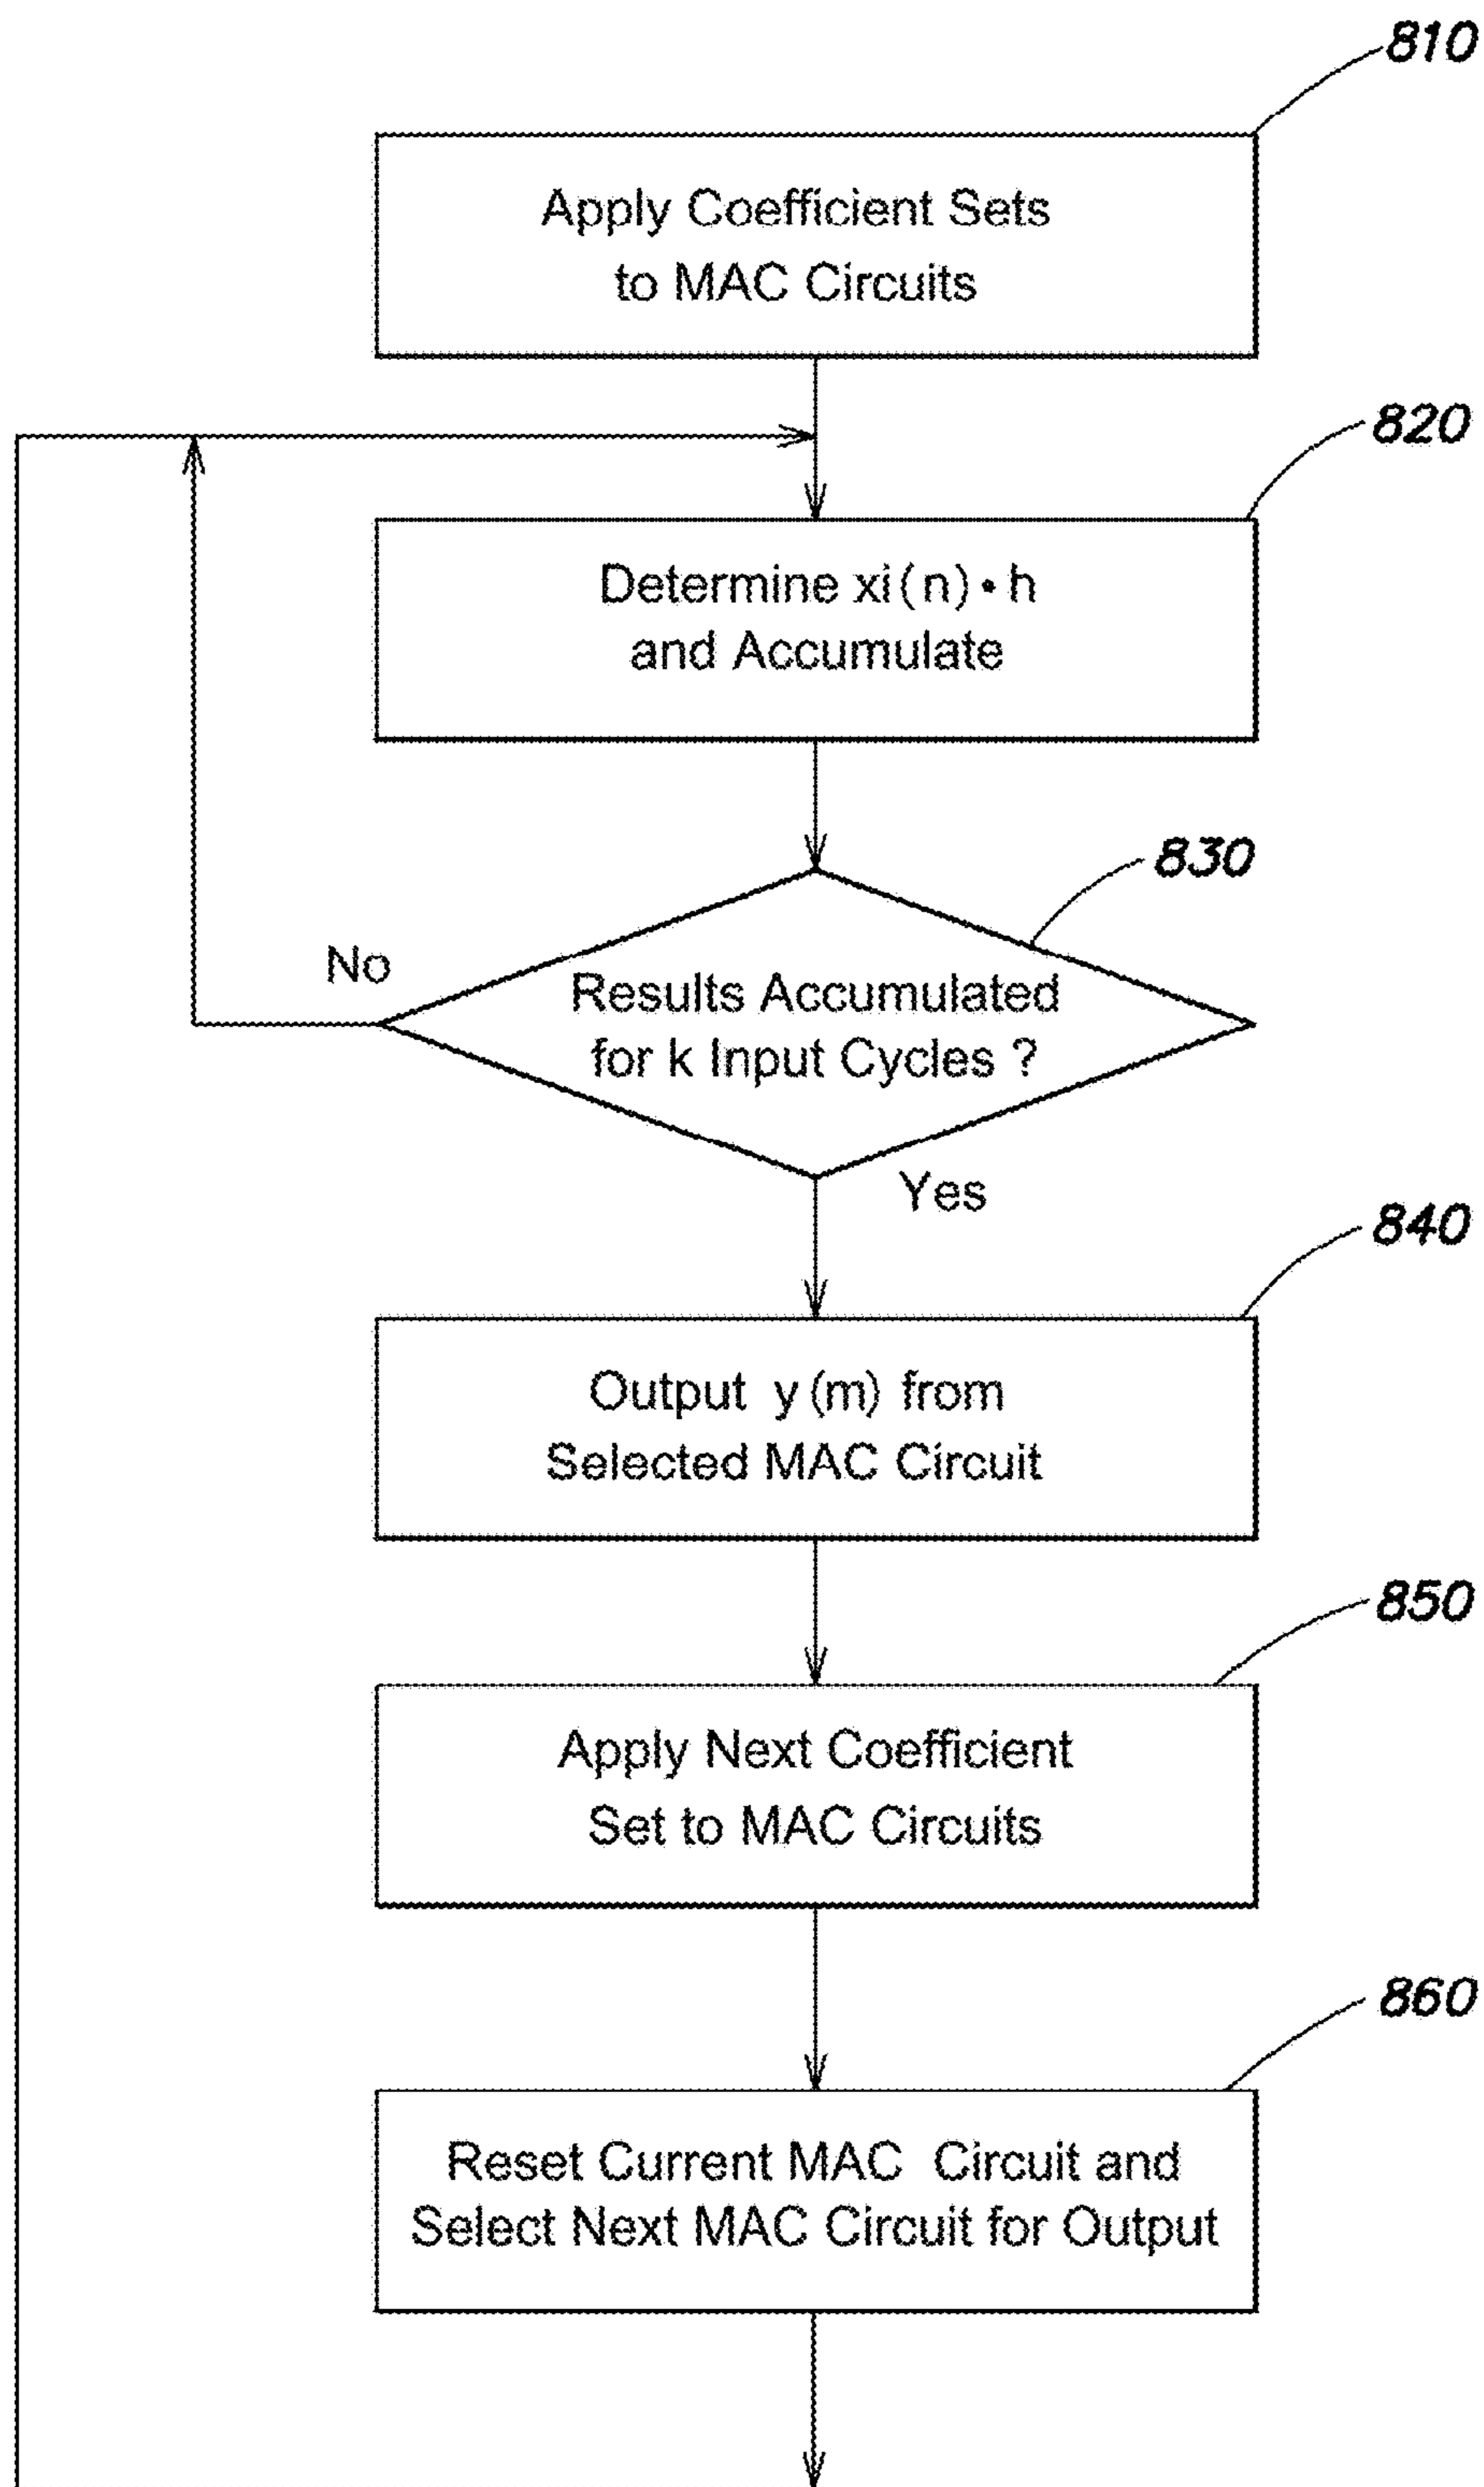 810
Apply Coefficient Sets
to MAC Circuits
820
Determine xi(n)•h
and Accumulate
830
No
Results Accumulated
for k Input Cycles ?
Yes
840
Output y(m) from
Selected MAC Circuit
850
Apply Next Coefficient
Set to MAC Circuits
860
Reset Current MAC Circuit and
Select Next MAC Circuit for Output